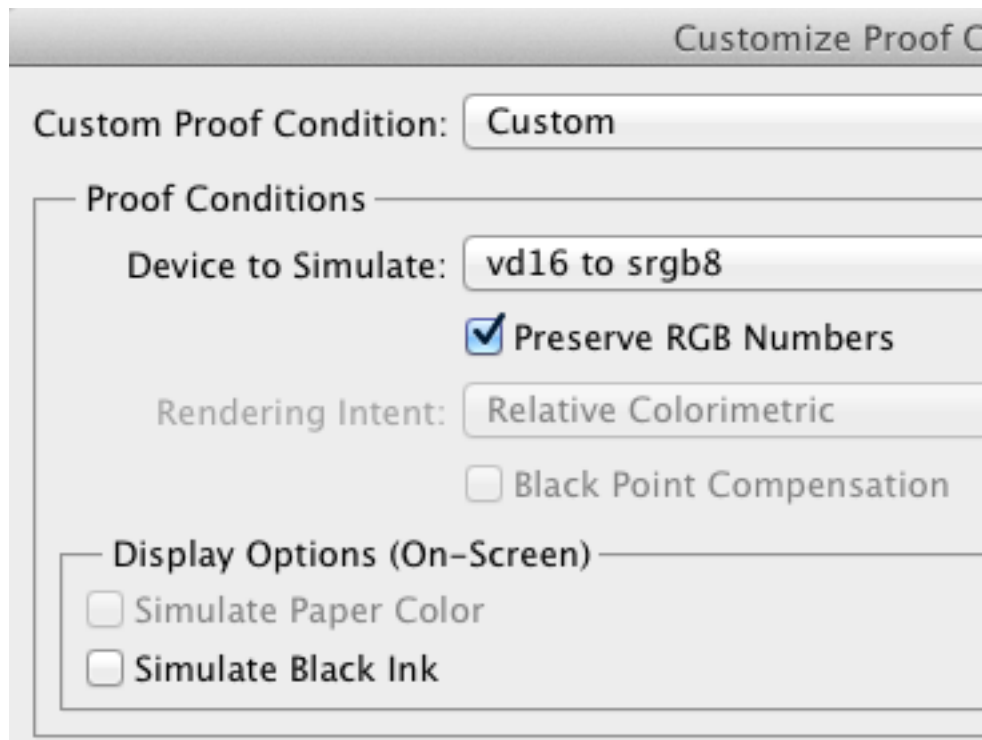 Customize Proof C
Custom Proof Condition: Custom
Proof Conditions
Device to Simulate: vd16 to srgb8
Preserve RGB Numbers
Rendering Intent: Relative Colorimetric
Black Point Compensation
Display Options (On-Screen)
Simulate Paper Color
Simulate Black Ink